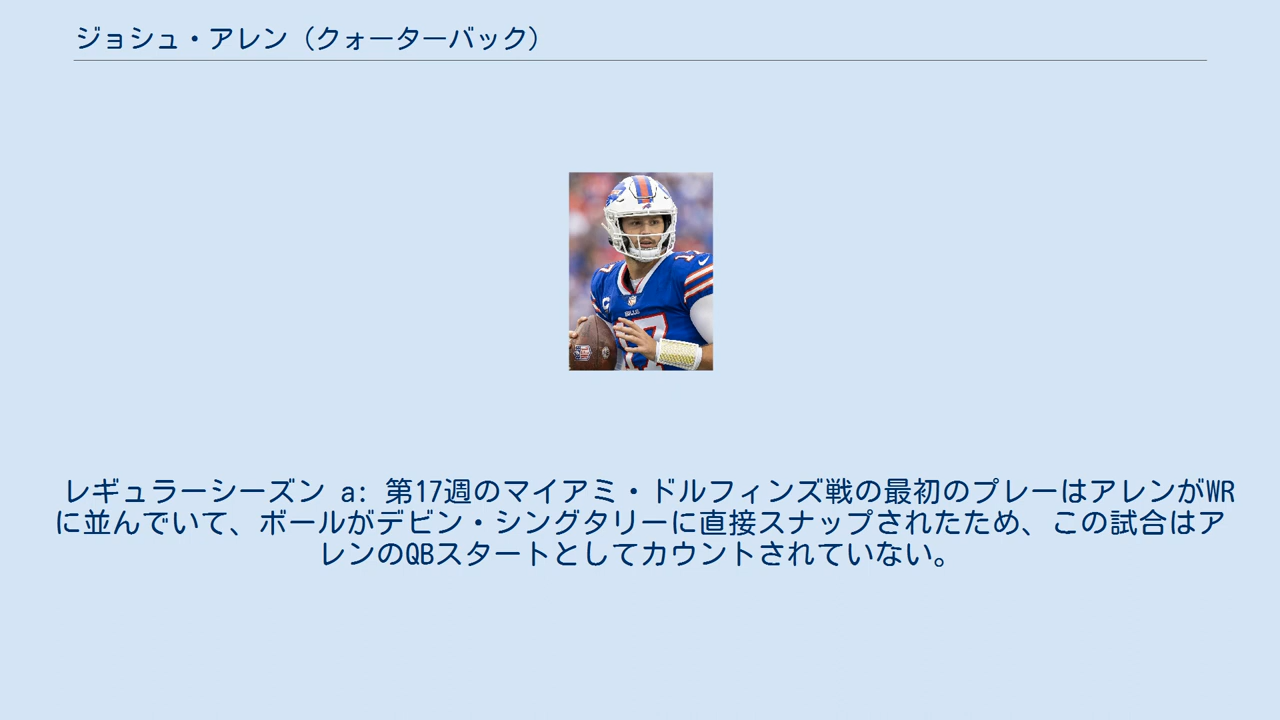 ジョシュ・アレン（クォーターバック）
17
レギュラーシーズン a: 第17週のマイアミ・ドルフィンズ戦の最初のプレーはアレンがWR
に並んでいて、ボールがデビン・シングタリーに直接スナップされたため、この試合はア
レンのQBスタートとしてカウントされていない。